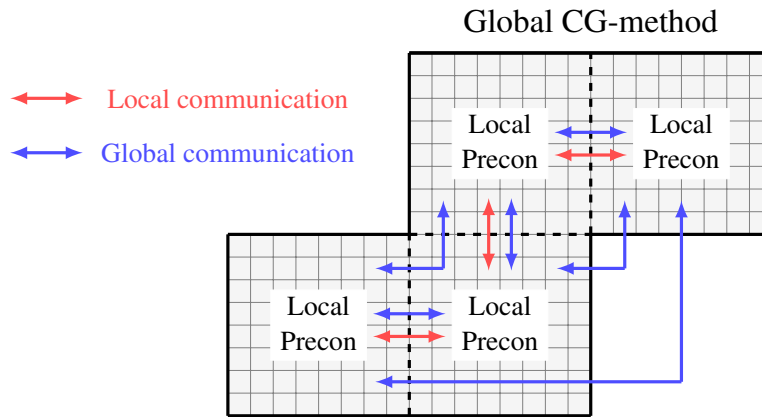 Global CG-method
Local communication
Global communication
Local
Precon
Local
Precon
Local
Precon
Local
Precon